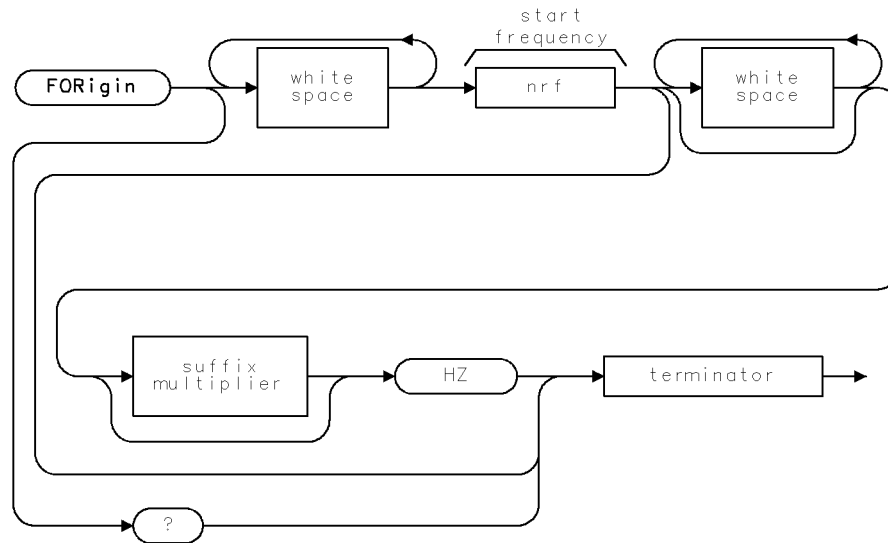 start
frequency
FORigin
white
space
nrf
white
space
suffix
multiplier
HZ
terminator
?